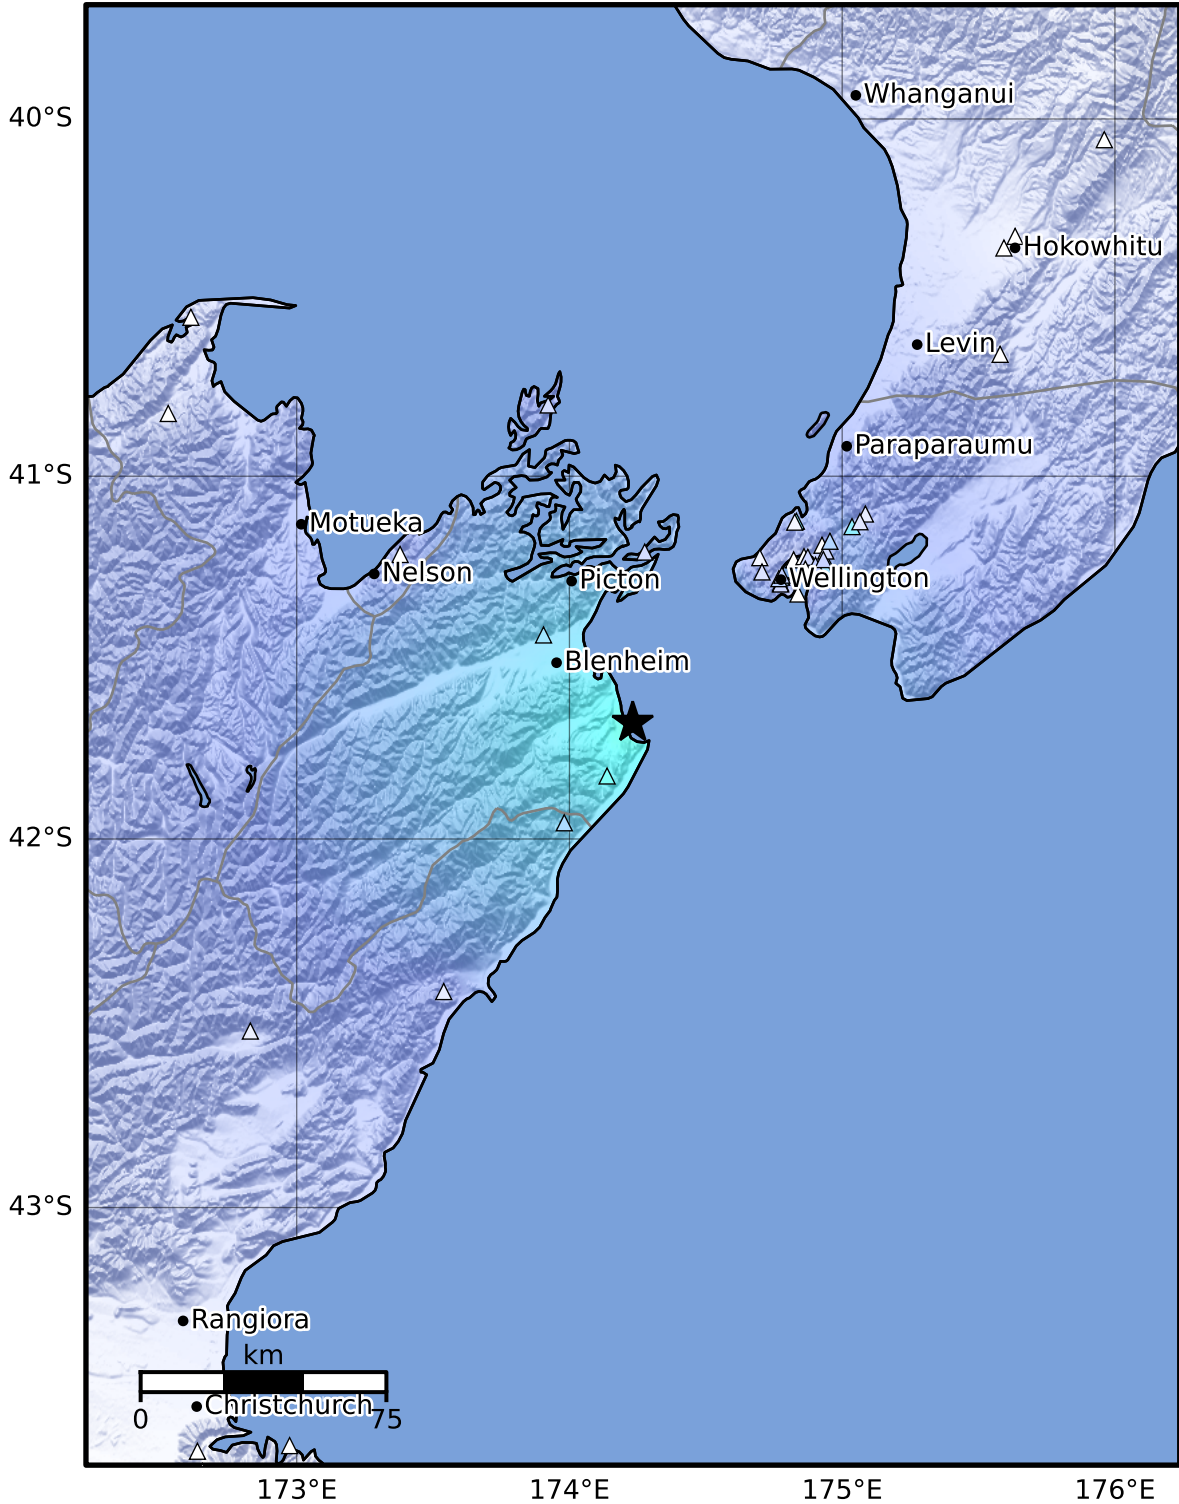 Whanganui
40°S
Hokowhitu
Levin
Paraparaumu
41°S
Motueka
Nelson
Picton
Wellington
Blenheim
42°S
43°S
Rangiora
km
Christchurch
0
75
173°E
174°E
175°E
176°E